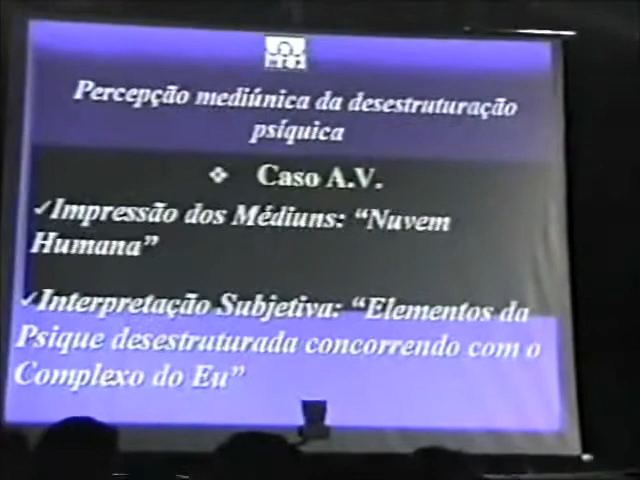 Percepção mediúnica da desestruturação
psíquica
❖ Caso A.V.
✓Impressão dos Médiuns: “Nuvem
Humana”
✓Interpretação Subjetiva: “Elementos da
Psique desestruturada concorrendo com o
Complexo do Eu”